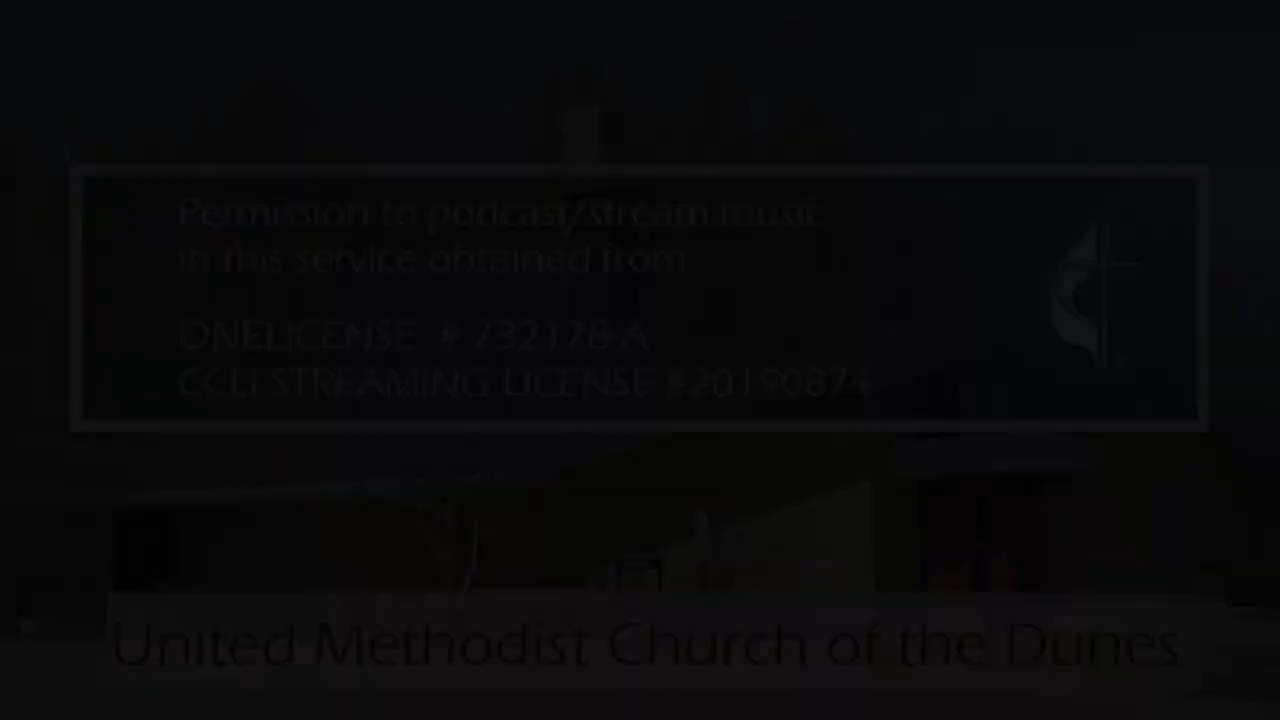 Permission to podcast/stream music
in this service obtained from
ONELICENSE # 732178-A
CCLI STREAMING LICENSE #20190874
United Methodist Church of the Dunes